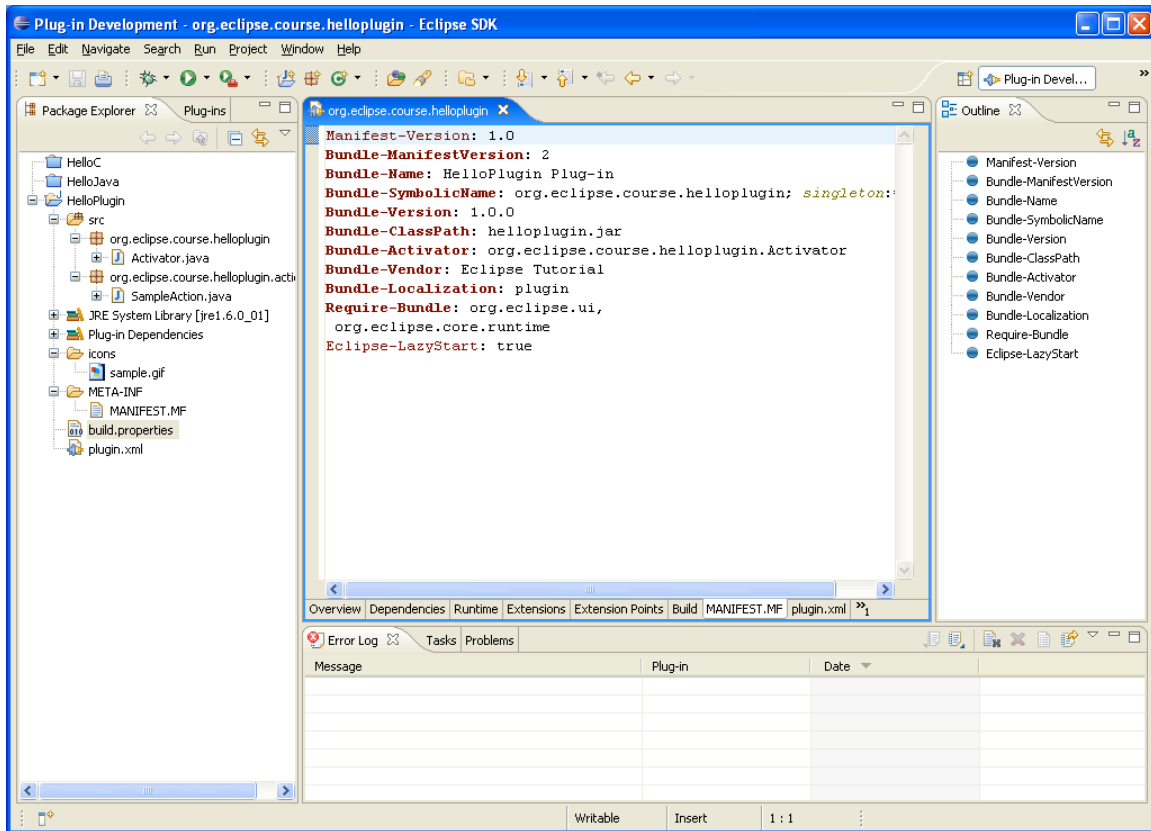 Plug-in Development - org.eclipse.course.helloplugin - Eclipse SDK
File Edit Navigate Search Run Project Window Help
Plug-in Devel...
Package Explorer Plug-ins
HelloC
HelloJava
HelloPlugin
src
org.eclipse.course.helloplugin
Activator.java
org.eclipse.course.helloplugin.acti
SampleAction.java
JRE System Library [jre1.6.0_01]
Plug-in Dependencies
icons
sample.gif
META-INF
MANIFEST.MF
build.properties
plugin.xml
org.eclipse.course.helloplugin
Manifest-Version: 1.0
Bundle-ManifestVersion: 2
Bundle-Name: HelloPlugin Plug-in
Bundle-SymbolicName: org.eclipse.course.helloplugin; singleton:
Bundle-Version: 1.0.0
Bundle-ClassPath: helloplugin.jar
Bundle-Activator: org.eclipse.course.helloplugin.Activator
Bundle-Vendor: Eclipse Tutorial
Bundle-Localization: plugin
Require-Bundle: org.eclipse.ui,
org.eclipse.core.runtime
Eclipse-LazyStart: true
Overview Dependencies Runtime Extensions Extension Points Build MANIFEST.MF plugin.xml »1
Outline
Manifest-Version
Bundle-ManifestVersion
Bundle-Name
Bundle-SymbolicName
Bundle-Version
Bundle-ClassPath
Bundle-Activator
Bundle-Vendor
Bundle-Localization
Require-Bundle
Eclipse-LazyStart
Error Log Tasks Problems
Message Plug-in Date
Writable Insert 1 : 1